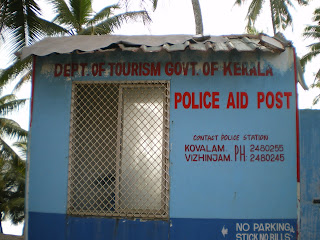 DEPT. OF TOURISM GOVT. OF KERALA
POLICE AID POST
CONTACT POLICE STATION
KOVALAM. PH 2480255
VIZHINJAM. 2480245
NO PARKING
STICK NO BILLS